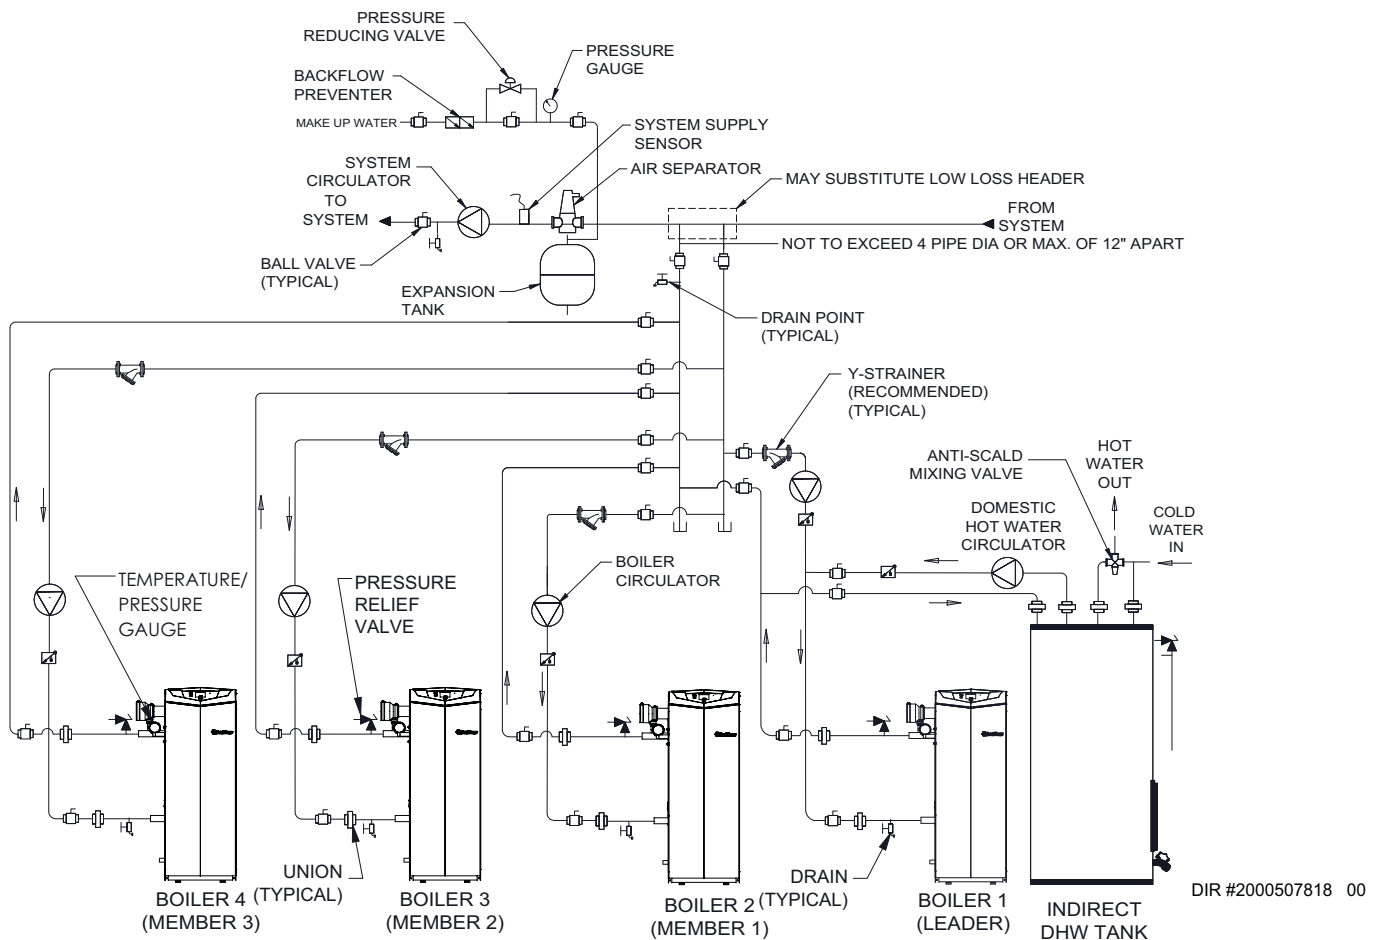 PRESSURE
REDUCING VALVE
PRESSURE
GAUGE
BACKFLOW
PREVENTER
MAKE UP WATER
SYSTEM SUPPLY
SENSOR
SYSTEM
CIRCULATOR
TO
SYSTEM
AIR SEPARATOR
MAY SUBSTITUTE LOW LOSS HEADER
FROM
SYSTEM
NOT TO EXCEED 4 PIPE DIA OR MAX. OF 12" APART
BALL VALVE
(TYPICAL)
EXPANSION
TANK
DRAIN POINT
(TYPICAL)
Y-STRAINER
(RECOMMENDED)
(TYPICAL)
ANTI-SCALD
MIXING VALVE
HOT
WATER
OUT
DOMESTIC
HOT WATER
CIRCULATOR
COLD
WATER
IN
TEMPERATURE/
PRESSURE
GAUGE
PRESSURE
RELIEF
VALVE
BOILER
CIRCULATOR
UNION
(TYPICAL)
DRAIN
(TYPICAL)
BOILER 4
(MEMBER 3)
BOILER 3
(MEMBER 2)
BOILER 2
(MEMBER 1)
BOILER 1
(LEADER)
INDIRECT
DHW TANK
DIR #2000507818 00